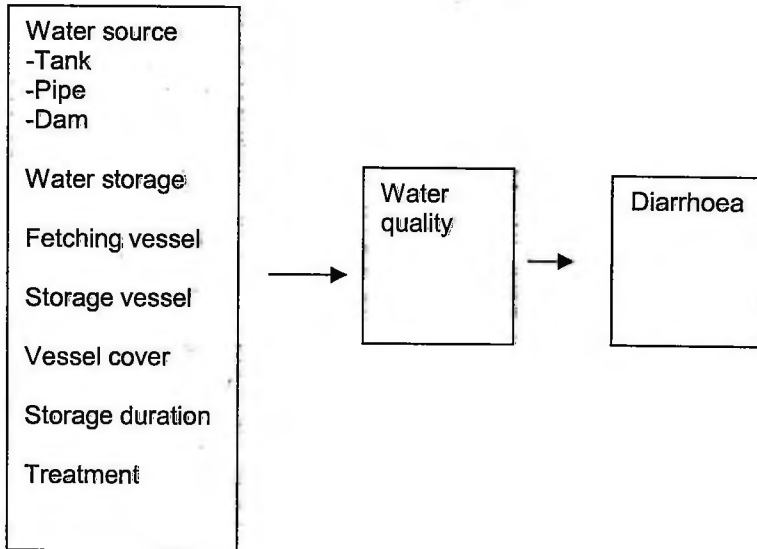 Water source
-Tank
-Pipe
-Dam
Water storage
Fetching vessel
Storage vessel
Vessel cover
Storage duration
Treatment
Water
quality
Diarrhoea